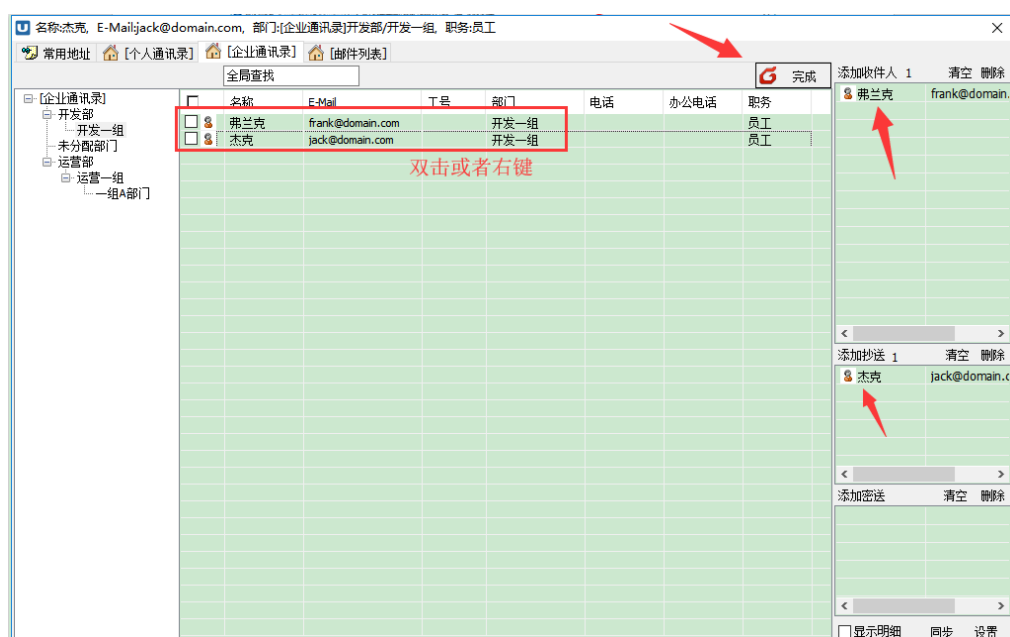 名称:杰克, E-Mail:jack@domain.com, 部门:[企业通讯录]开发部/开发一组, 职务:员工
常用地址 [个人通讯录] [企业通讯录] [邮件列表]
全局查找 完成
[企业通讯录]
开发部
开发一组
未分配部门
运营部
运营一组
一组A部门
名称 E-Mail 工号 部门 电话 办公电话 职务
弗兰克 frank@domain.com 开发一组 员工
杰克 jack@domain.com 开发一组 员工
双击或者右键
添加收件人 1 清空 删除
弗兰克 frank@domain.
添加抄送 1 清空 删除
杰克 jack@domain.c
添加密送 清空 删除
显示明细 同步 设置